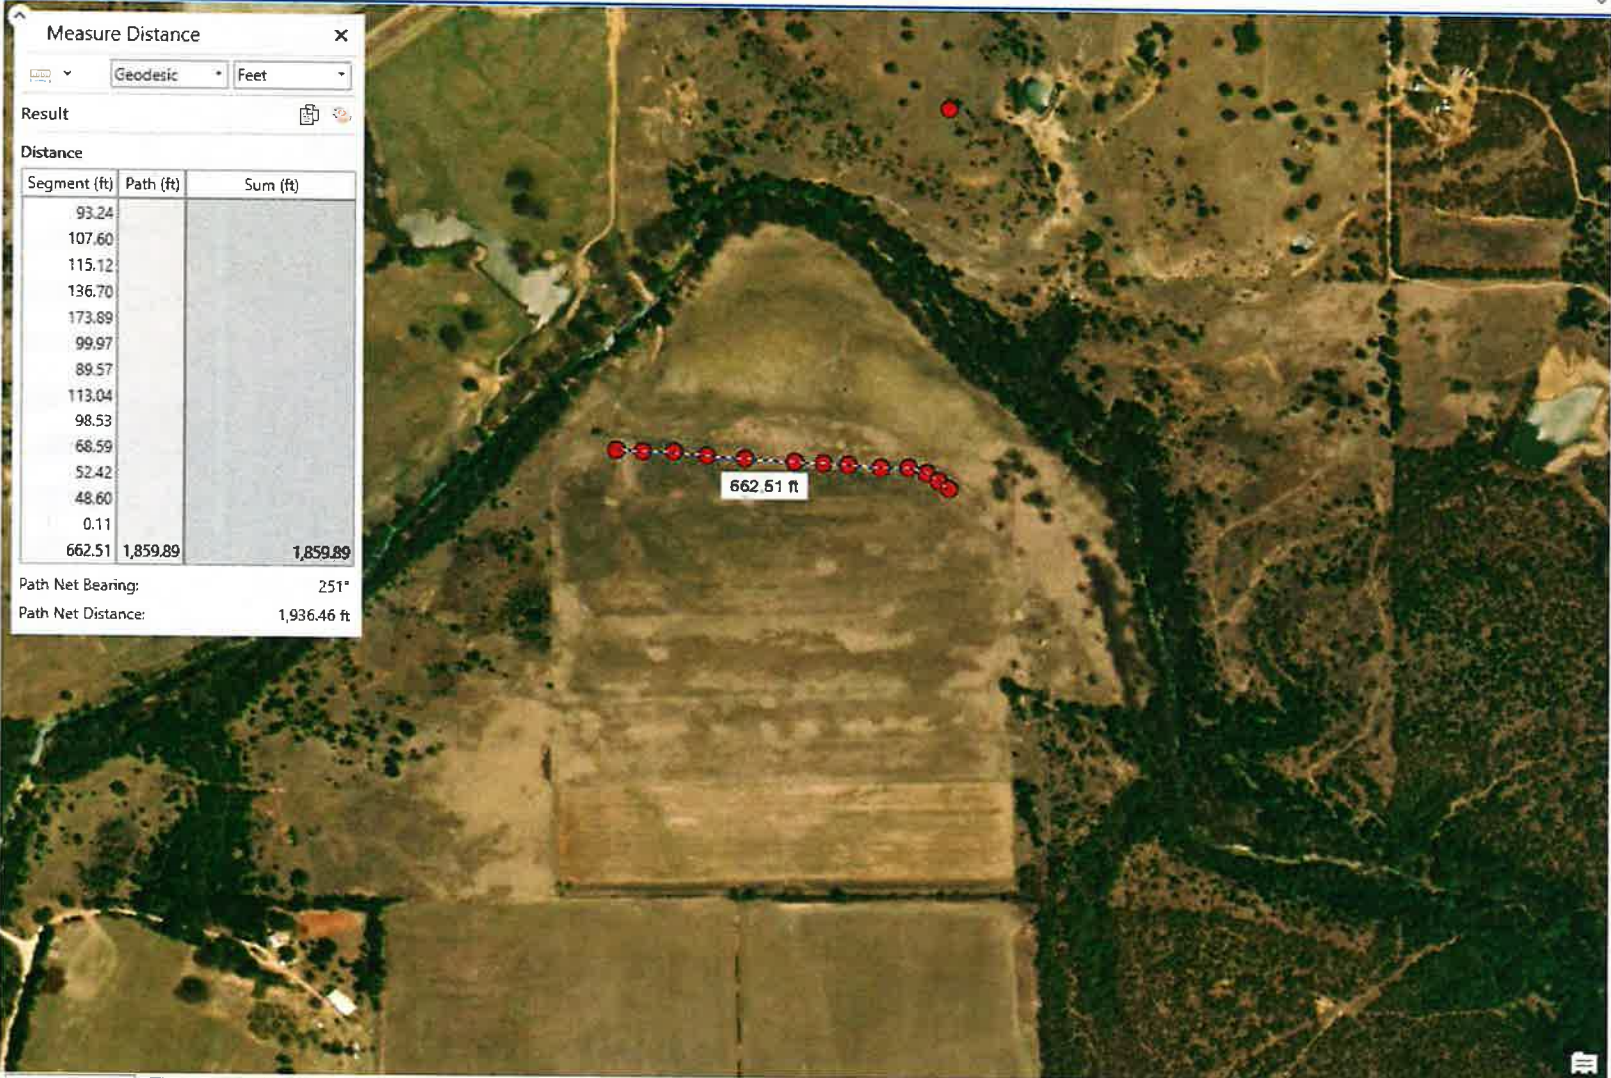 Measure Distance
Geodesic Feet
Result
Distance
Segment (ft) Path (ft) Sum (ft)
93.24
107.60
115.12
136.70
173.89
99.97
89.57
113.04
98.53
68.59
52.42
48.60
0.11
662.51 1,859.89 1,859.89
Path Net Bearing: 251°
Path Net Distance: 1,936.46 ft
662.51 ft